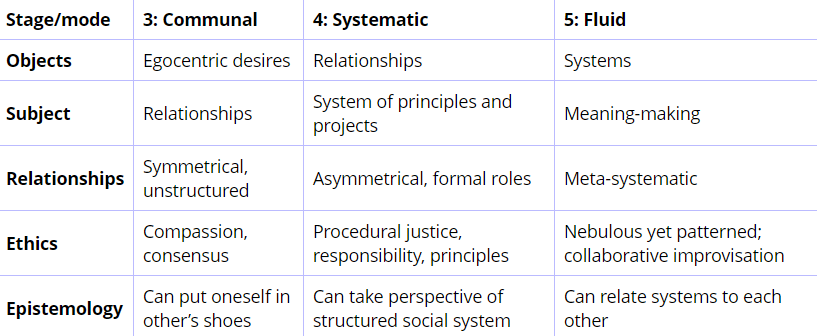 Stage/mode 3: Communal 4: Systematic 5: Fluid
Objects Egocentric desires Relationships Systems
Subject Relationships System of principles and projects Meaning-making
Relationships Symmetrical, unstructured Asymmetrical, formal roles Meta-systematic
Ethics Compassion, consensus Procedural justice, responsibility, principles Nebulous yet patterned; collaborative improvisation
Epistemology Can put oneself in other’s shoes Can take perspective of structured social system Can relate systems to each other